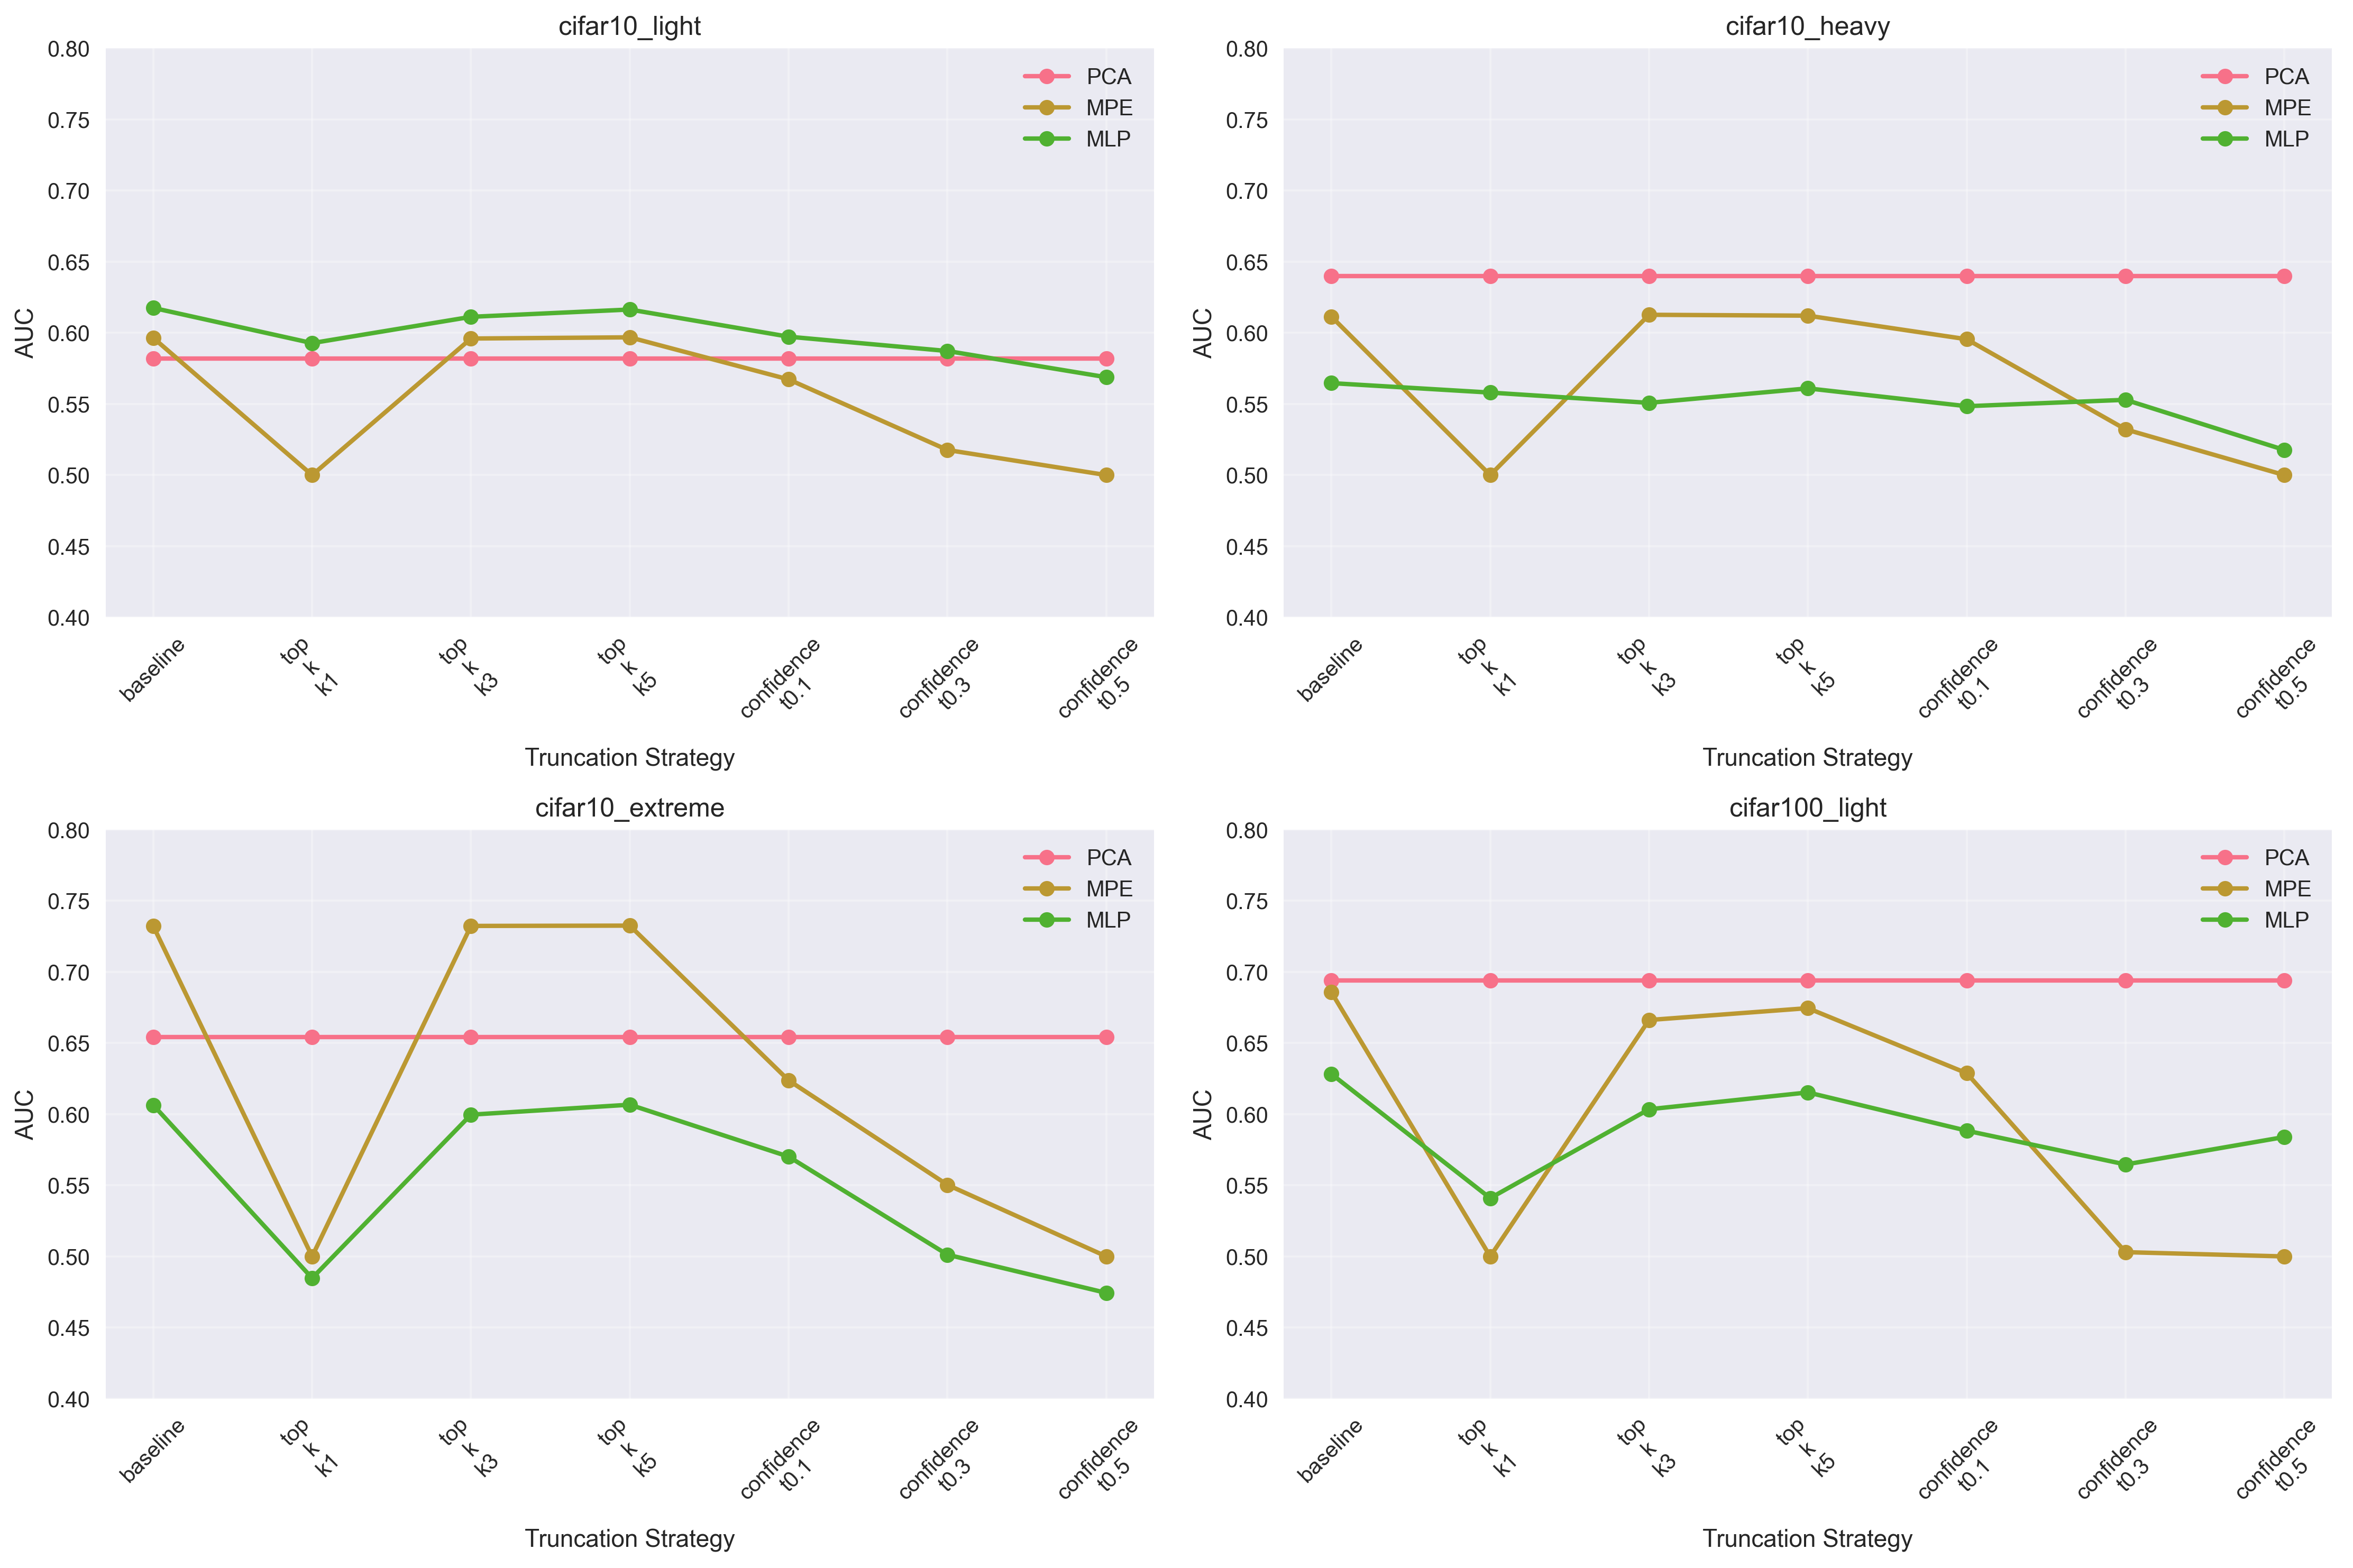 cifar10_light
0.80
0.75
0.70
0.65
0.60
0.55
0.50
0.45
0.40
AUC
PCA
MPE
MLP
baseline
top
k
k1
top
k
k3
top
k
k5
confidence
t0.1
confidence
t0.3
confidence
t0.5
Truncation Strategy
cifar10_heavy
0.80
0.75
0.70
0.65
0.60
0.55
0.50
0.45
0.40
AUC
PCA
MPE
MLP
baseline
top
k
k1
top
k
k3
top
k
k5
confidence
t0.1
confidence
t0.3
confidence
t0.5
Truncation Strategy
cifar10_extreme
0.80
0.75
0.70
0.65
0.60
0.55
0.50
0.45
0.40
AUC
PCA
MPE
MLP
baseline
top
k
k1
top
k
k3
top
k
k5
confidence
t0.1
confidence
t0.3
confidence
t0.5
Truncation Strategy
cifar100_light
0.80
0.75
0.70
0.65
0.60
0.55
0.50
0.45
0.40
AUC
PCA
MPE
MLP
baseline
top
k
k1
top
k
k3
top
k
k5
confidence
t0.1
confidence
t0.3
confidence
t0.5
Truncation Strategy